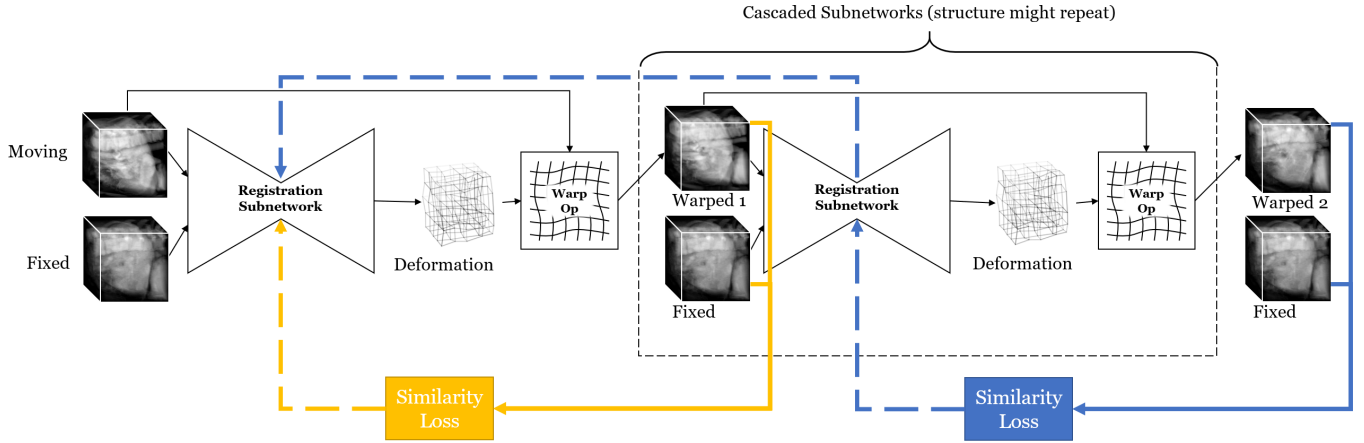 Cascaded Subnetworks (structure might repeat)
Moving
Fixed
Registration
Subnetwork
Deformation
Warp
Op
Warped 1
Fixed
Registration
Subnetwork
Deformation
Warp
Op
Warped 2
Fixed
Similarity
Loss
Similarity
Loss